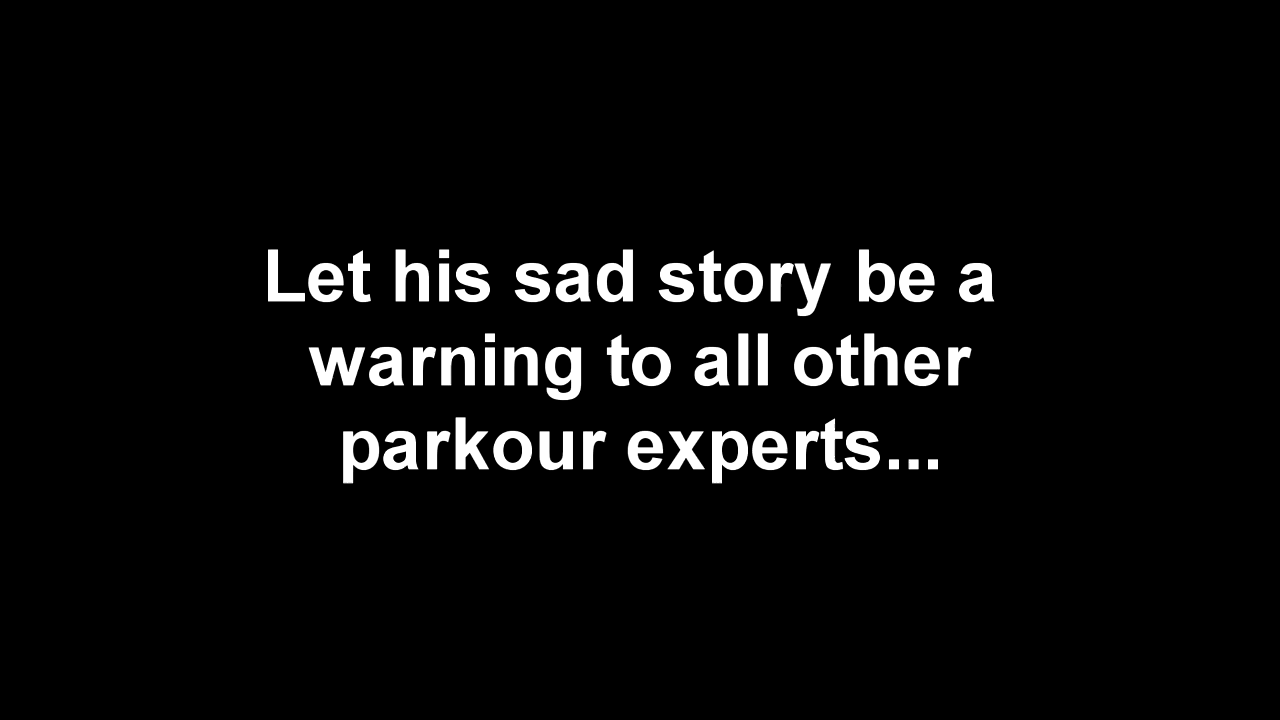 Let his sad story be a
warning to all other
parkour experts...